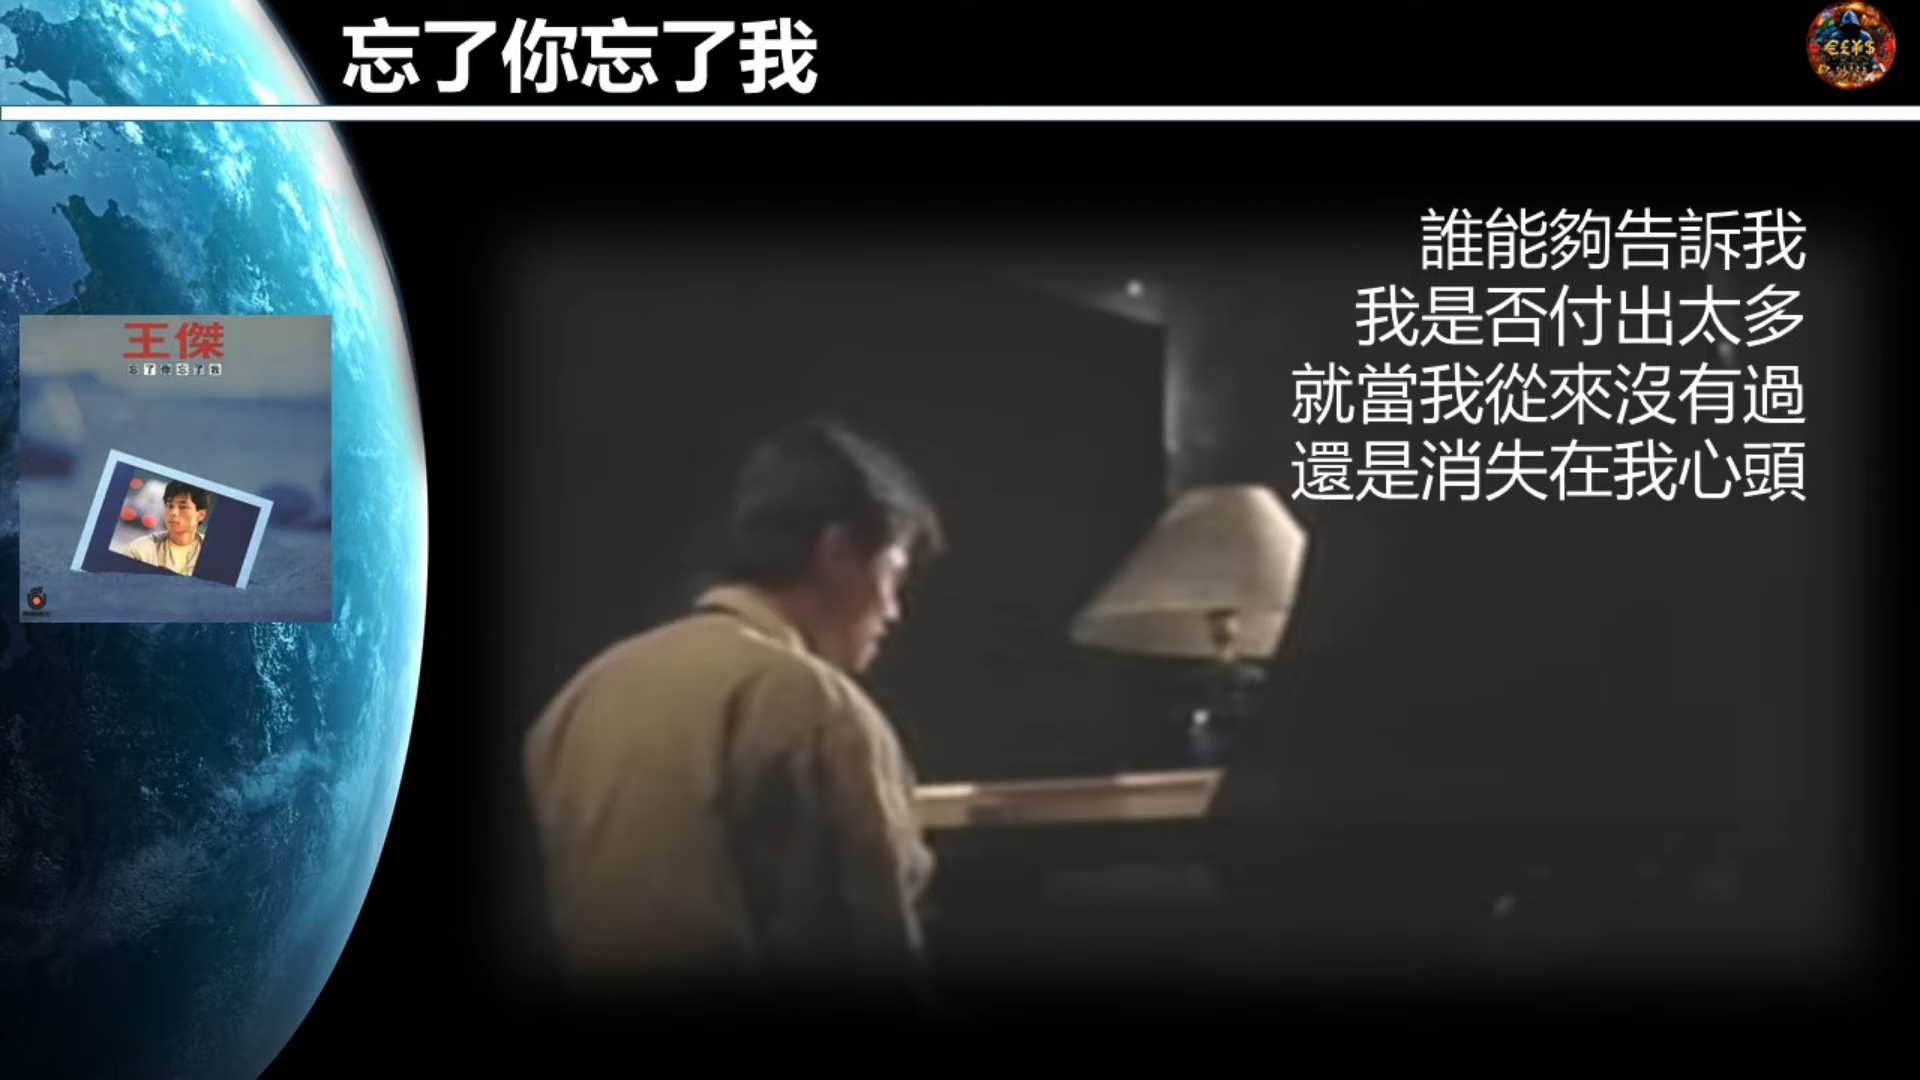 忘了你忘了我
€£¥$
誰能夠告訴我
我是否付出太多
就當我從來沒有過
還是消失在我心頭
王傑
忘了你忘了我